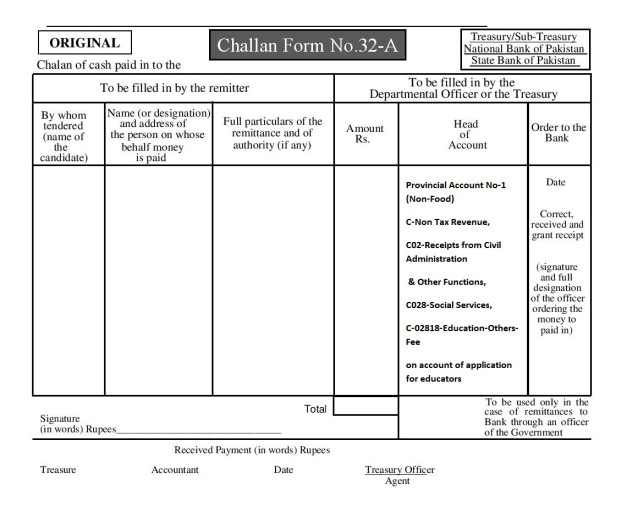 ORIGINAL
Challan Form No.32-A
Treasury/Sub-Treasury
National Bank of Pakistan
State Bank of Pakistan
Chalan of cash paid in to the
To be filled in by the remitter
To be filled in by the
Departmental Officer or the Treasury
By whom
tendered
(name of
the
candidate)
Name (or designation)
and address of
the person on whose
behalf money
is paid
Full particulars of the
remittance and of
authority (if any)
Amount
Rs.
Head
of
Account
Order to the
Bank
Provincial Account No-1
(Non-Food)
C-Non Tax Revenue,
C02-Receipts from Civil
Administration
& Other Functions,
C028-Social Services,
C-02818-Education-Others-
Fee
on account of application
for educators
Date
Correct,
received and
grant receipt
(signature
and full
designation
of the officer
ordering the
money to
paid in)
Total
Signature
(in words) Rupees________________________________
To be used only in the
case of remittances to
Bank through an officer
of the Government
Received Payment (in words) Rupees
Treasure Accountant Date Treasury Officer
Agent